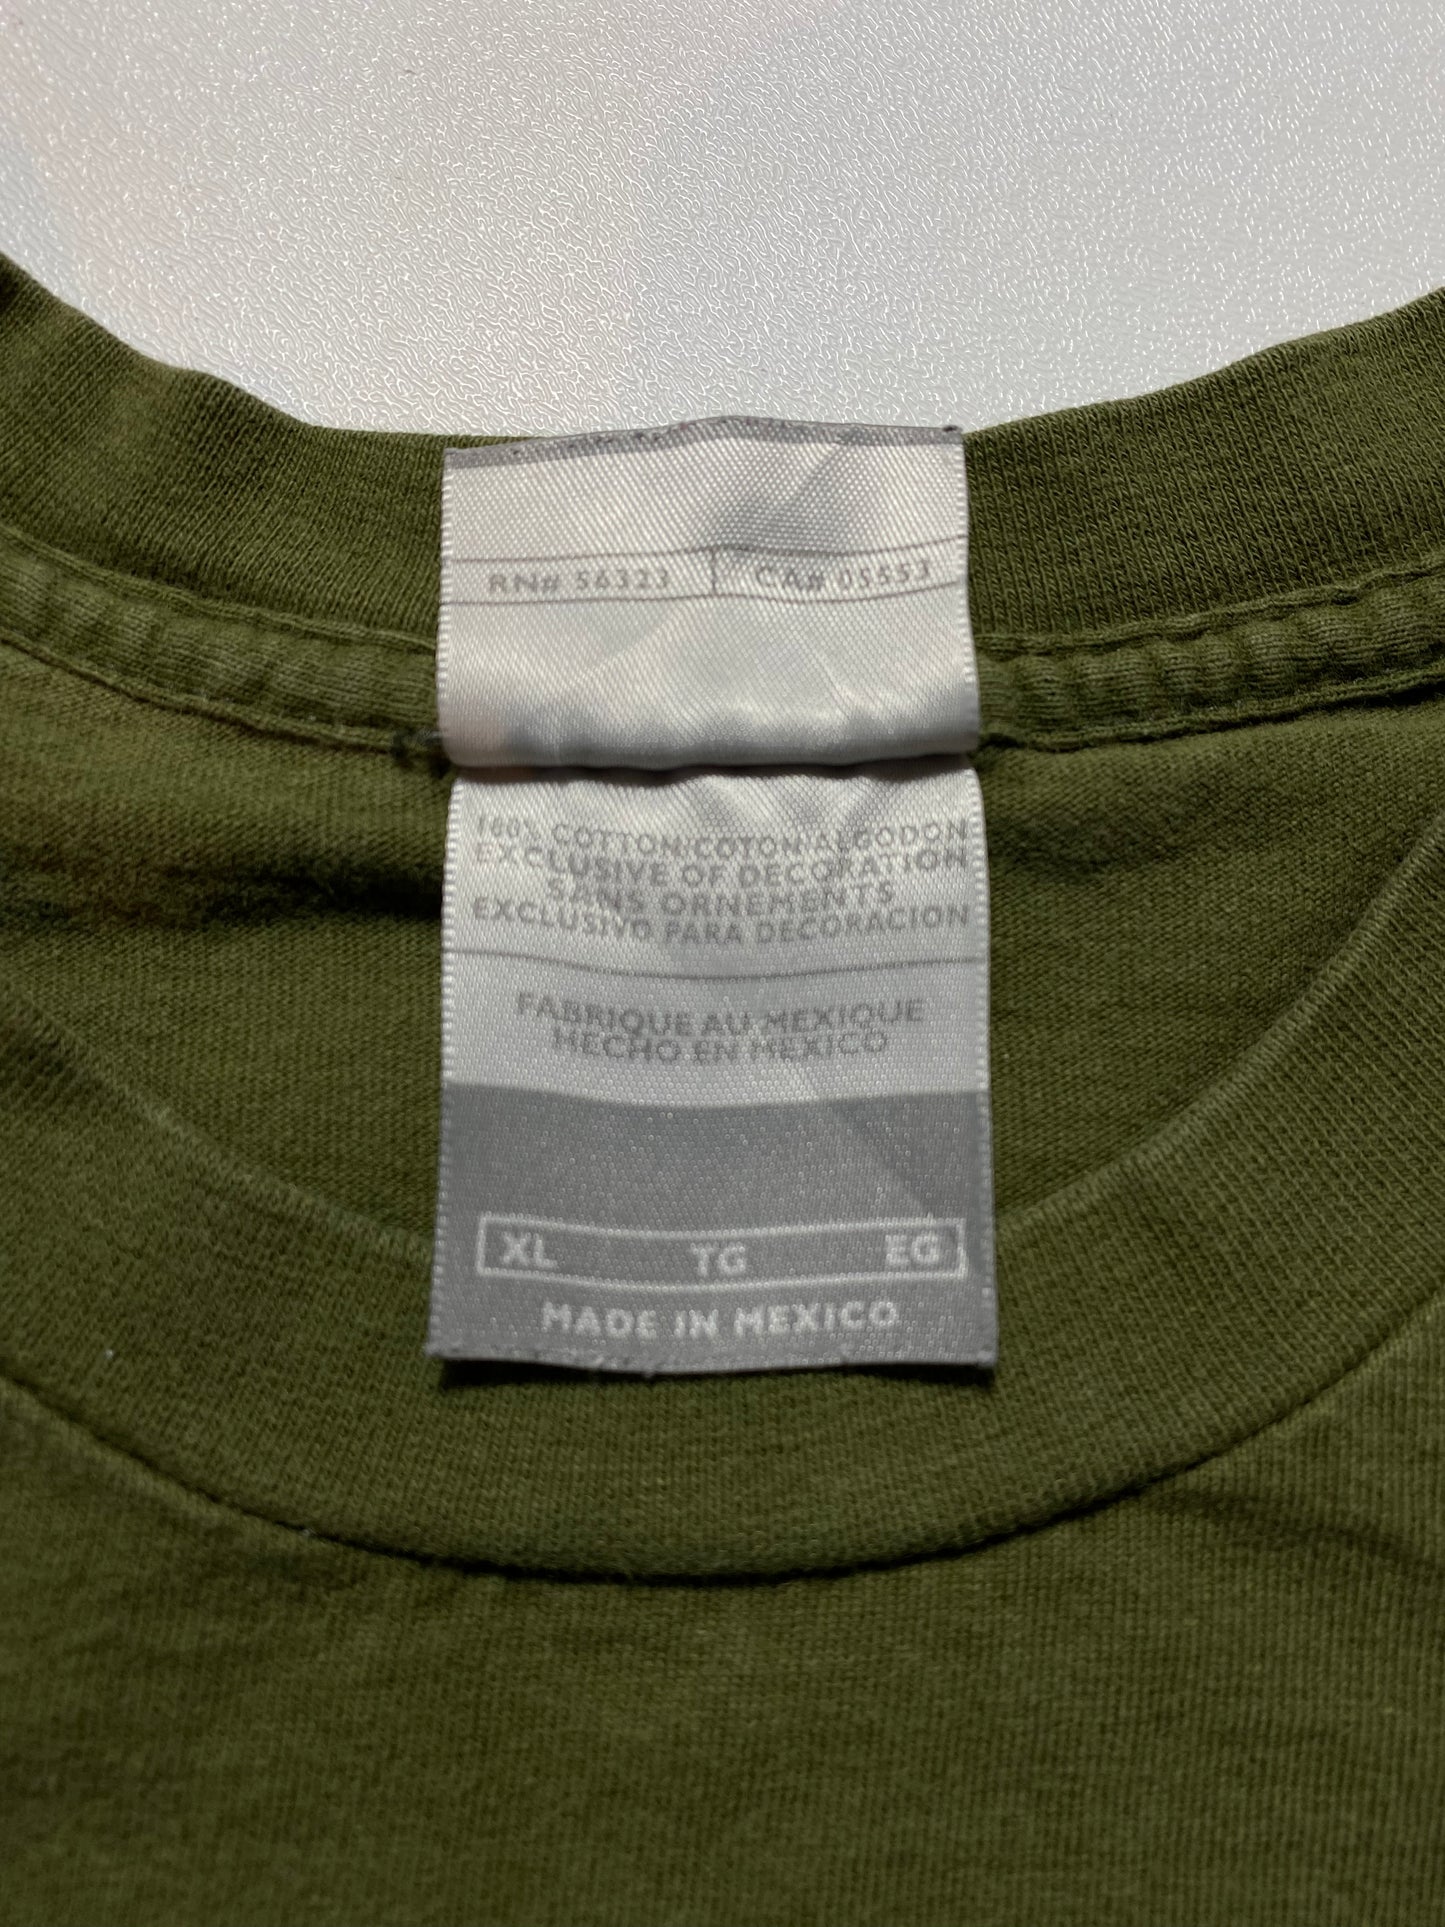 RN# 56323 CA# 05553
100% COTTON/COTON/ALGODON
EXCLUSIVE OF DECORATION
SANS ORNEMENTS
EXCLUSIVO PARA DECORACION
FABRIQUE AU MEXIQUE
HECHO EN MEXICO
XL TG EG
MADE IN MEXICO